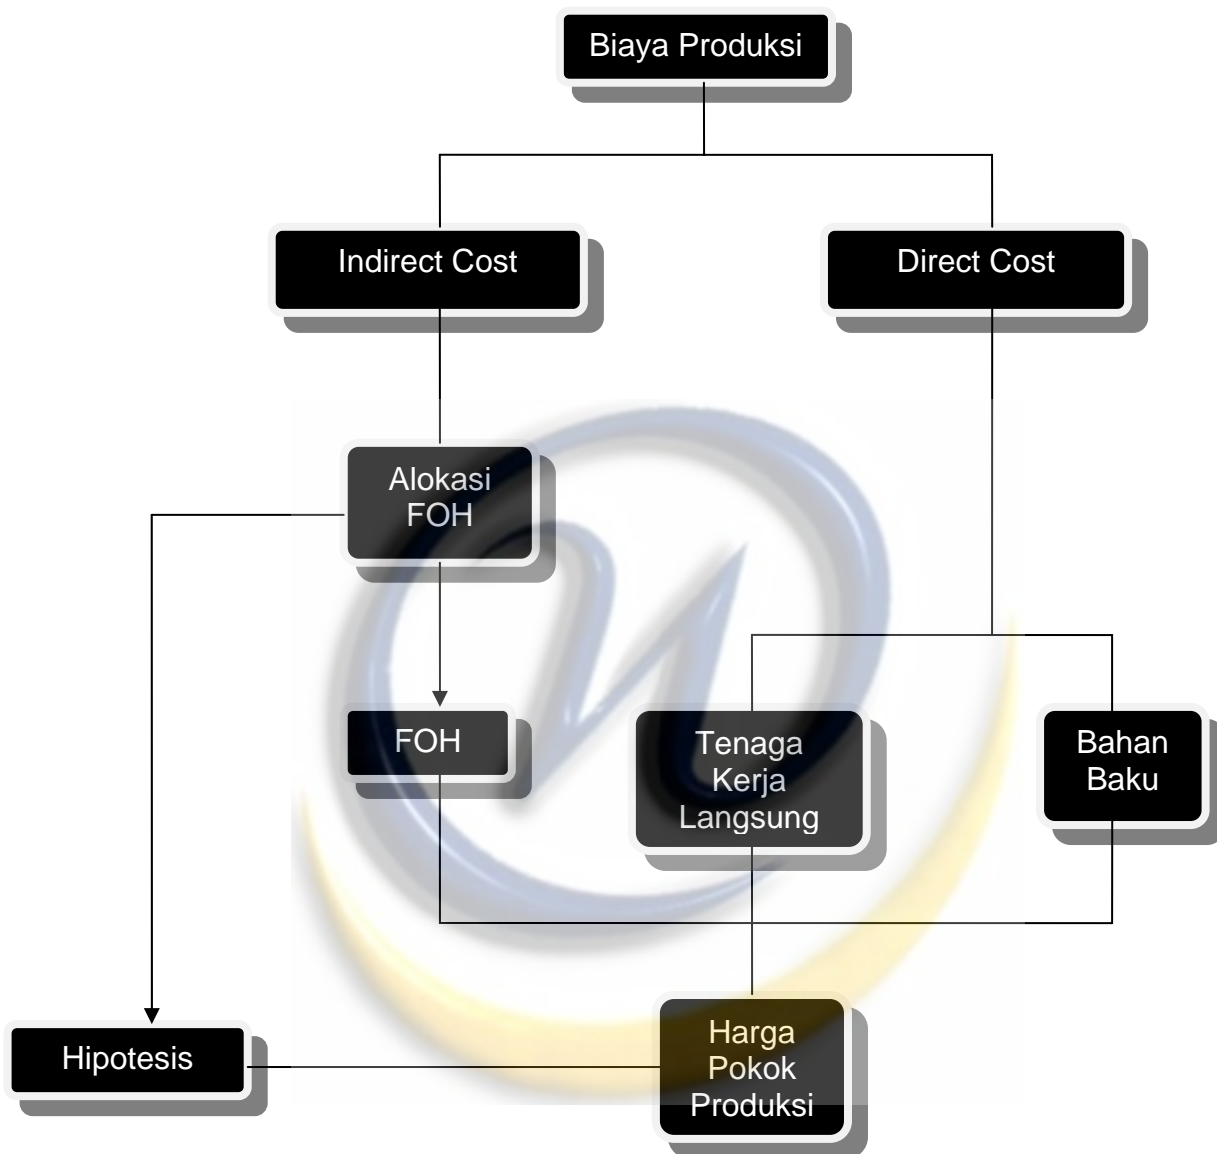 Biaya Produksi
Indirect Cost
Direct Cost
Alokasi
FOH
FOH
Tenaga
Kerja
Langsung
Bahan
Baku
Hipotesis
Harga
Pokok
Produksi